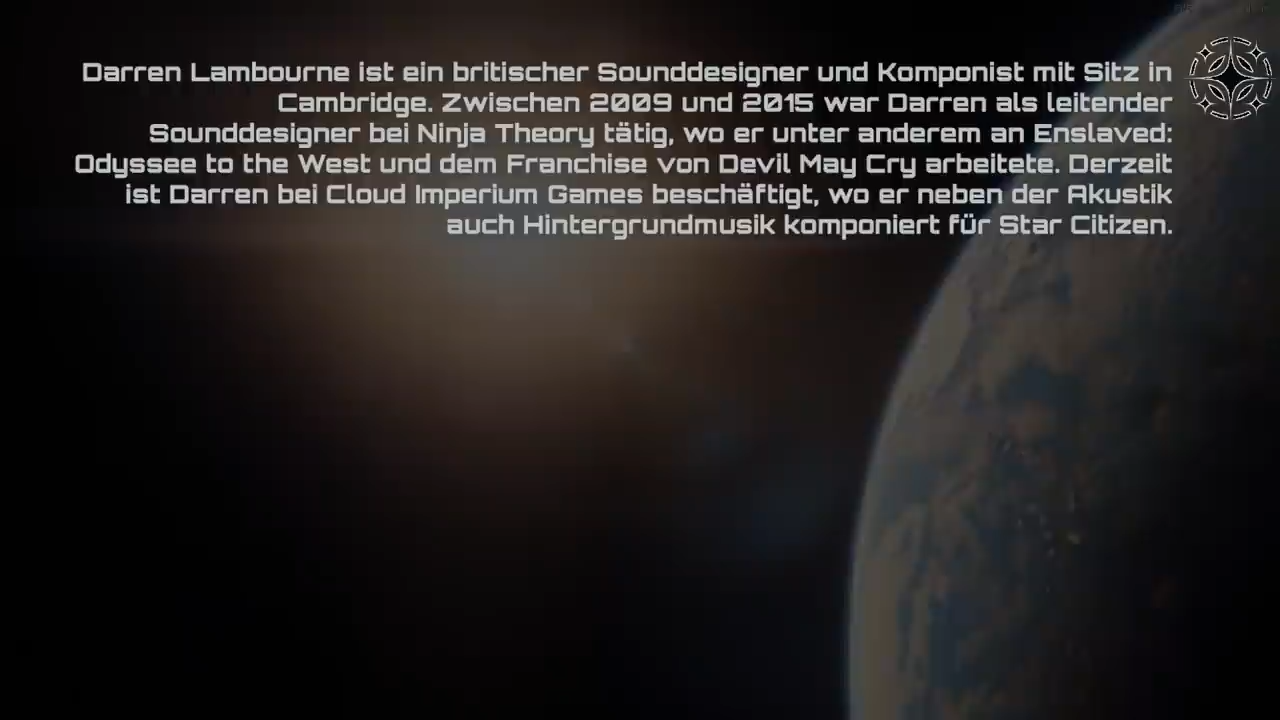 Darren Lambourne ist ein britischer Sounddesigner und Komponist mit Sitz in
Cambridge. Zwischen 2009 und 2015 war Darren als leitender
Sounddesigner bei Ninja Theory tätig, wo er unter anderem an Enslaved:
Odyssee to the West und dem Franchise von Devil May Cry arbeitete. Derzeit
ist Darren bei Cloud Imperium Games beschäftigt, wo er neben der Akustik
auch Hintergrundmusik komponiert für Star Citizen.